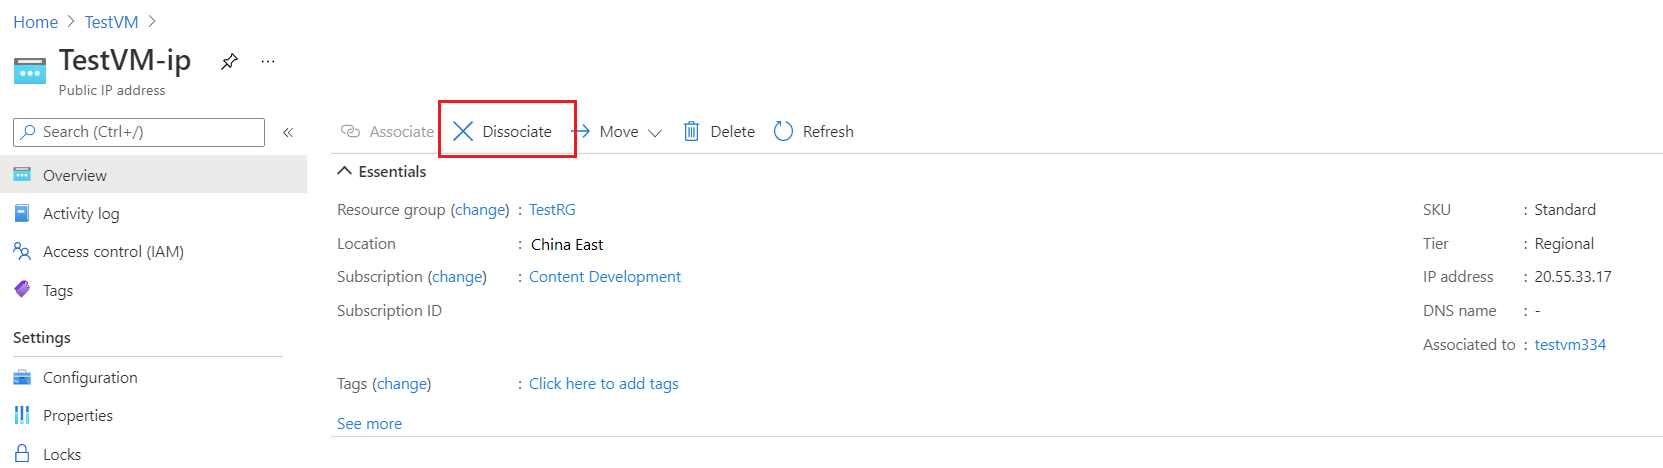 Home > TestVM >
TestVM-ip ...
Public IP address
Search (Ctrl+/) «
Associate Dissociate Move Delete Refresh
Overview
Activity log
Access control (IAM)
Tags
Settings
Configuration
Properties
Locks
Essentials
Resource group (change) : TestRG
Location : China East
Subscription (change) : Content Development
Subscription ID
Tags (change) : Click here to add tags
See more
SKU : Standard
Tier : Regional
IP address : 20.55.33.17
DNS name : -
Associated to : testvm334